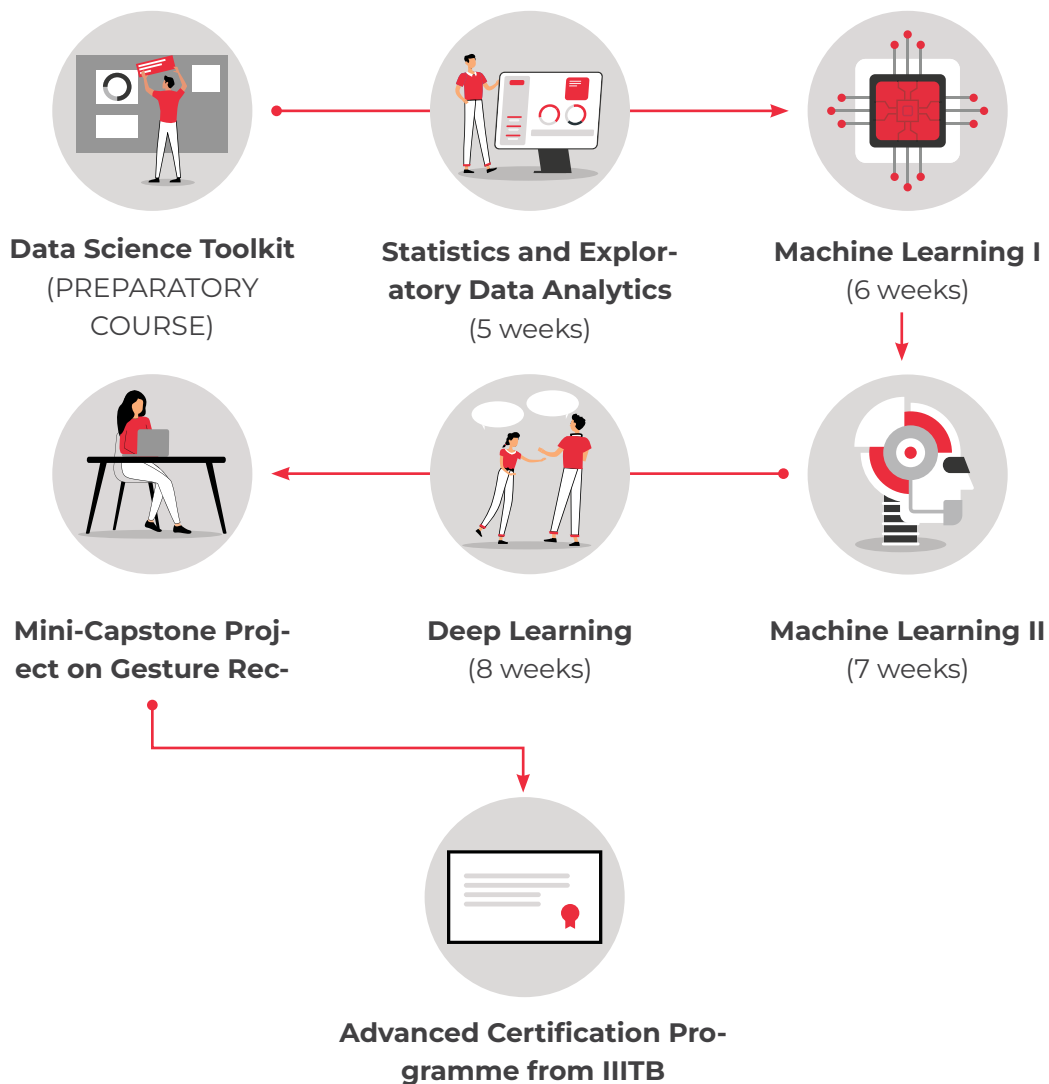 Data Science Toolkit
(PREPARATORY
COURSE)
Statistics and Explor-
atory Data Analytics
(5 weeks)
Machine Learning I
(6 weeks)
Mini-Capstone Proj-
ect on Gesture Rec-
Deep Learning
(8 weeks)
Machine Learning II
(7 weeks)
Advanced Certification Pro-
gramme from IIITB